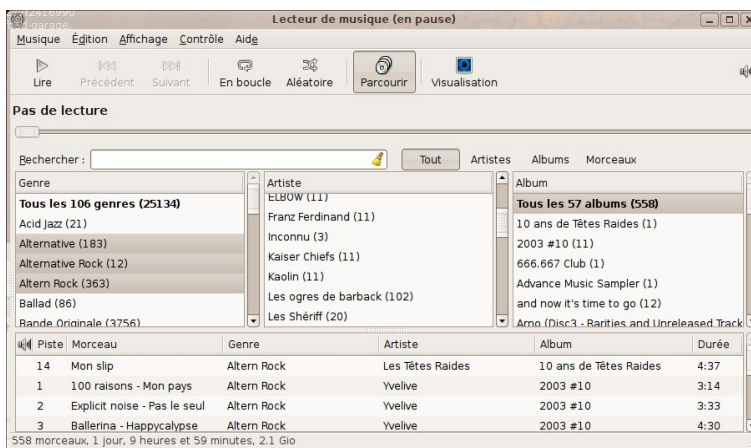 Lecteur de musique (en pause)
Musique Édition Affichage Contrôle Aide
Lire Précédent Suivant En boucle Aléatoire Parcourir Visualisation
Pas de lecture
Rechercher : Tout Artistes Albums Morceaux
Genre Artiste Album
Tous les 106 genres (25134) ELBOW (11) Tous les 57 albums (558)
Acid Jazz (21) Franz Ferdinand (11) 10 ans de Têtes Raides (1)
Alternative (183) Inconnu (3) 2003 #10 (11)
Alternative Rock (12) Kaiser Chiefs (11) 666.667 Club (1)
Altern Rock (363) Kaolin (11) Advance Music Sampler (1)
Ballad (86) Les ogres de barback (102) and now it's time to go (12)
Bande Originale (3756) Les Shériff (20) Arno (Disc3 - Rarities and Unreleased Track
Piste Morceau Genre Artiste Album Durée
14 Mon slip Altern Rock Les Têtes Raides 10 ans de Têtes Raides 4:37
1 100 raisons - Mon pays Altern Rock Yvelive 2003 #10 3:14
2 Explicit noise - Pas le seul Altern Rock Yvelive 2003 #10 3:33
3 Ballerina - Happycalypse Altern Rock Yvelive 2003 #10 4:30
558 morceaux, 1 jour, 9 heures et 59 minutes, 2.1 Gio